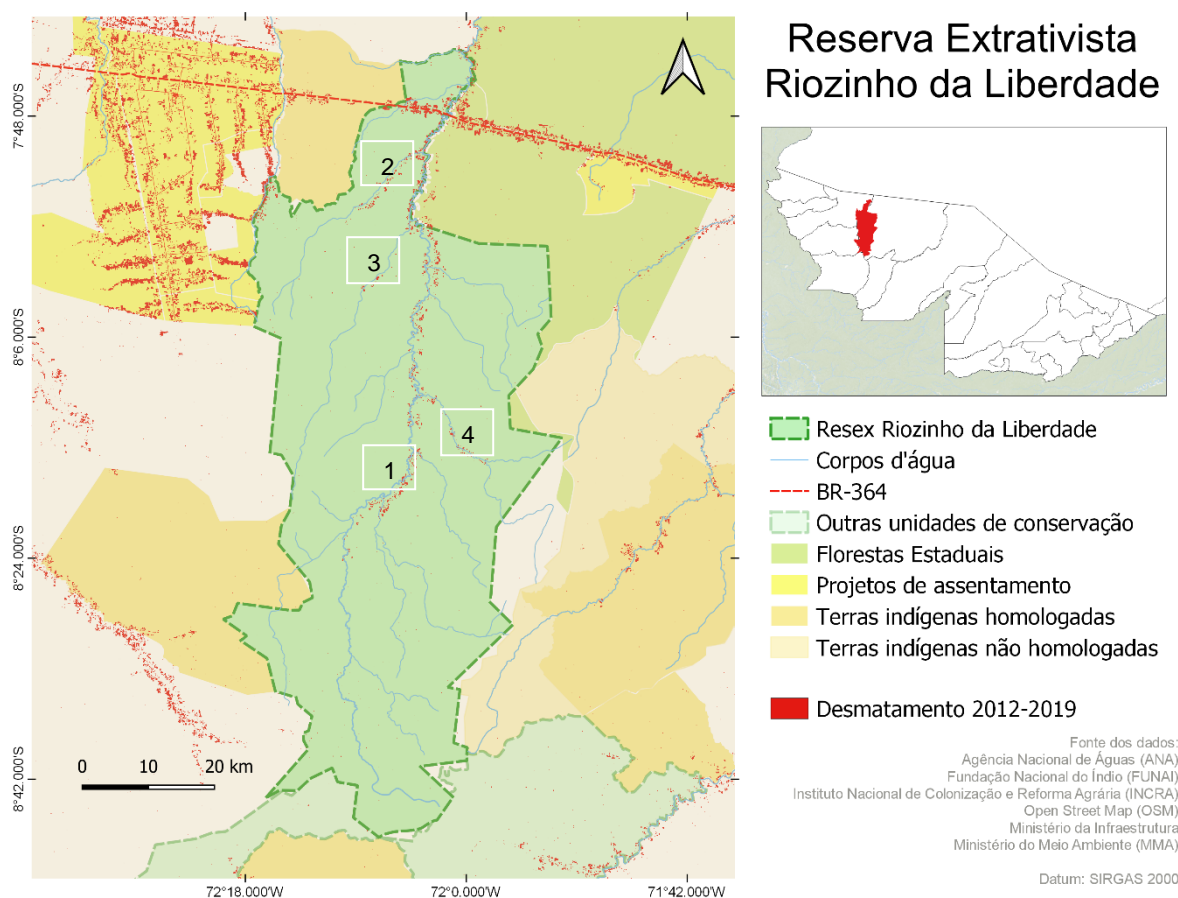 Reserva Extrativista
Riozinho da Liberdade
7°48.000'S
8°6.000'S
8°24.000'S
8°42.000'S
2
3
4
1
0 10 20 km
72°18.000'W 72°0.000'W 71°42.000'W
Resex Riozinho da Liberdade
Corpos d'água
BR-364
Outras unidades de conservação
Florestas Estaduais
Projetos de assentamento
Terras indígenas homologadas
Terras indígenas não homologadas
Desmatamento 2012-2019
Fonte dos dados:
Agência Nacional de Águas (ANA)
Fundação Nacional do Índio (FUNAI)
Instituto Nacional de Colonização e Reforma Agrária (INCRA)
Open Street Map (OSM)
Ministério da Infraestrutura
Ministério do Meio Ambiente (MMA)
Datum: SIRGAS 2000